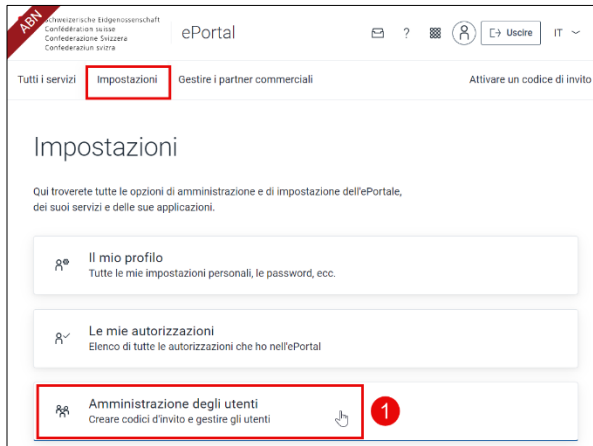 ABN
Schweizerische Eidgenossenschaft
Confédération suisse
Confederazione Svizzera
Confederaziun svizra
ePortal
?
Uscire
IT
Tutti i servizi
Impostazioni
Gestire i partner commerciali
Attivare un codice di invito
Impostazioni
Qui troverete tutte le opzioni di amministrazione e di impostazione dell'ePortale,
dei suoi servizi e delle sue applicazioni.
Il mio profilo
Tutte le mie impostazioni personali, le password, ecc.
Le mie autorizzazioni
Elenco di tutte le autorizzazioni che ho nell'ePortal
Amministrazione degli utenti
Creare codici d'invito e gestire gli utenti
1